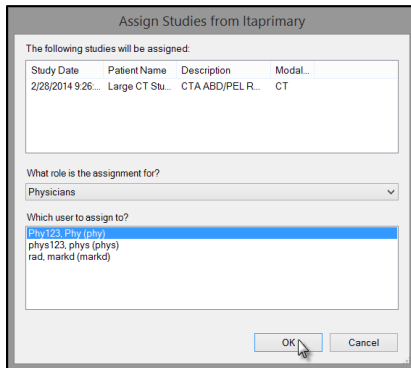 Assign Studies from ltaprimary
The following studies will be assigned:
Study Date Patient Name Description Modal...
2/28/2014 9:26:... Large CT Stu... CTA ABD/PEL R... CT
What role is the assignment for?
Physicians
Which user to assign to?
Phy123, Phy (phy)
phys123, phys (phys)
rad, markd (markd)
OK Cancel